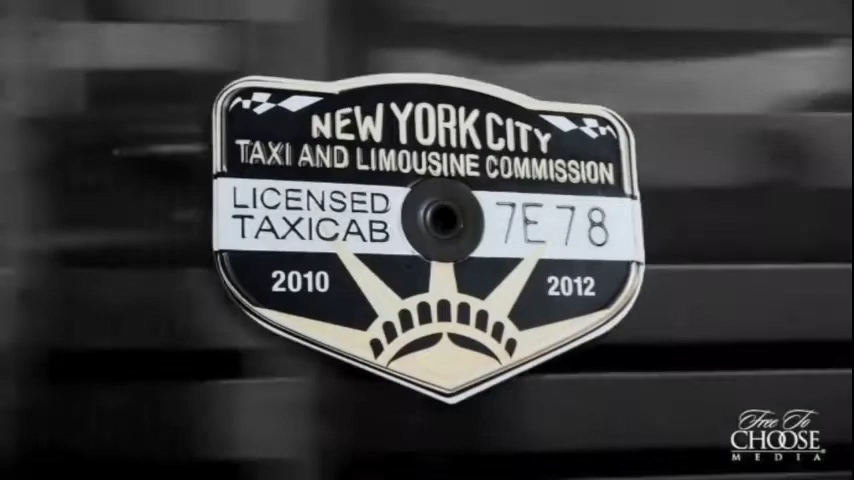 NEW YORK CITY
TAXI AND LIMOUSINE COMMISSION
LICENSED
TAXICAB
7E78
2010
2012
Free To
CHOOSE
MEDIA